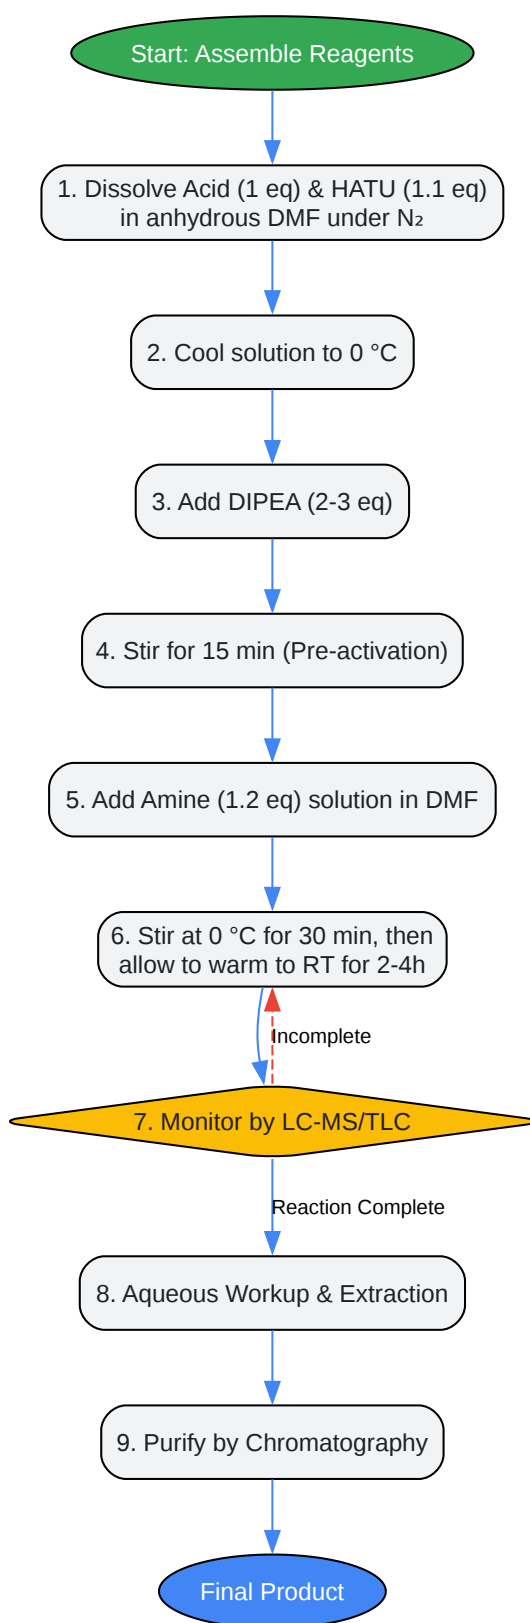 Start: Assemble Reagents
1. Dissolve Acid (1 eq) & HATU (1.1 eq)
in anhydrous DMF under N₂
2. Cool solution to 0 °C
3. Add DIPEA (2-3 eq)
4. Stir for 15 min (Pre-activation)
5. Add Amine (1.2 eq) solution in DMF
6. Stir at 0 °C for 30 min, then
allow to warm to RT for 2-4h
Incomplete
7. Monitor by LC-MS/TLC
Reaction Complete
8. Aqueous Workup & Extraction
9. Purify by Chromatography
Final Product